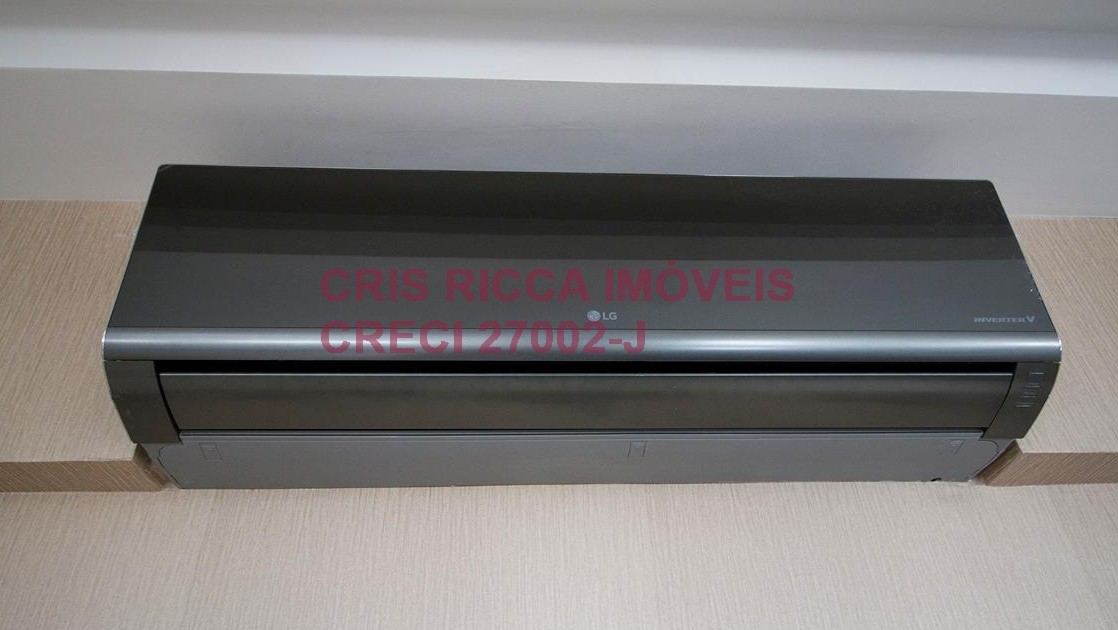 CRIS RICCA IMÓVEIS
LG
INVERTER V
CRECI 27002-J